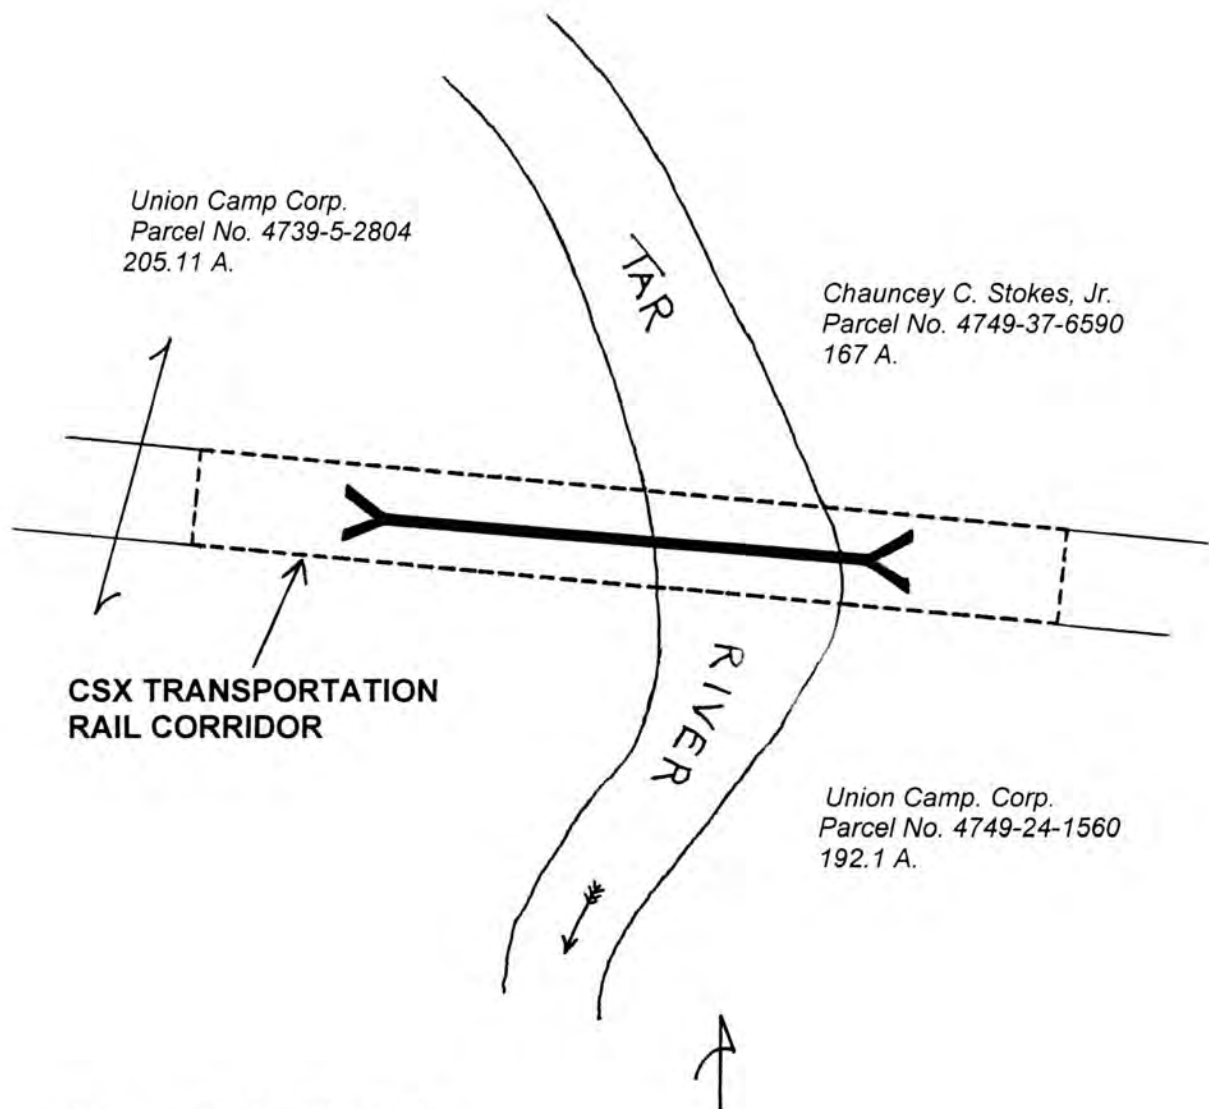 Union Camp Corp.
Parcel No. 4739-5-2804
205.11 A.
TAR
Chauncey C. Stokes, Jr.
Parcel No. 4749-37-6590
167 A.
CSX TRANSPORTATION
RAIL CORRIDOR
RIVER
Union Camp. Corp.
Parcel No. 4749-24-1560
192.1 A.